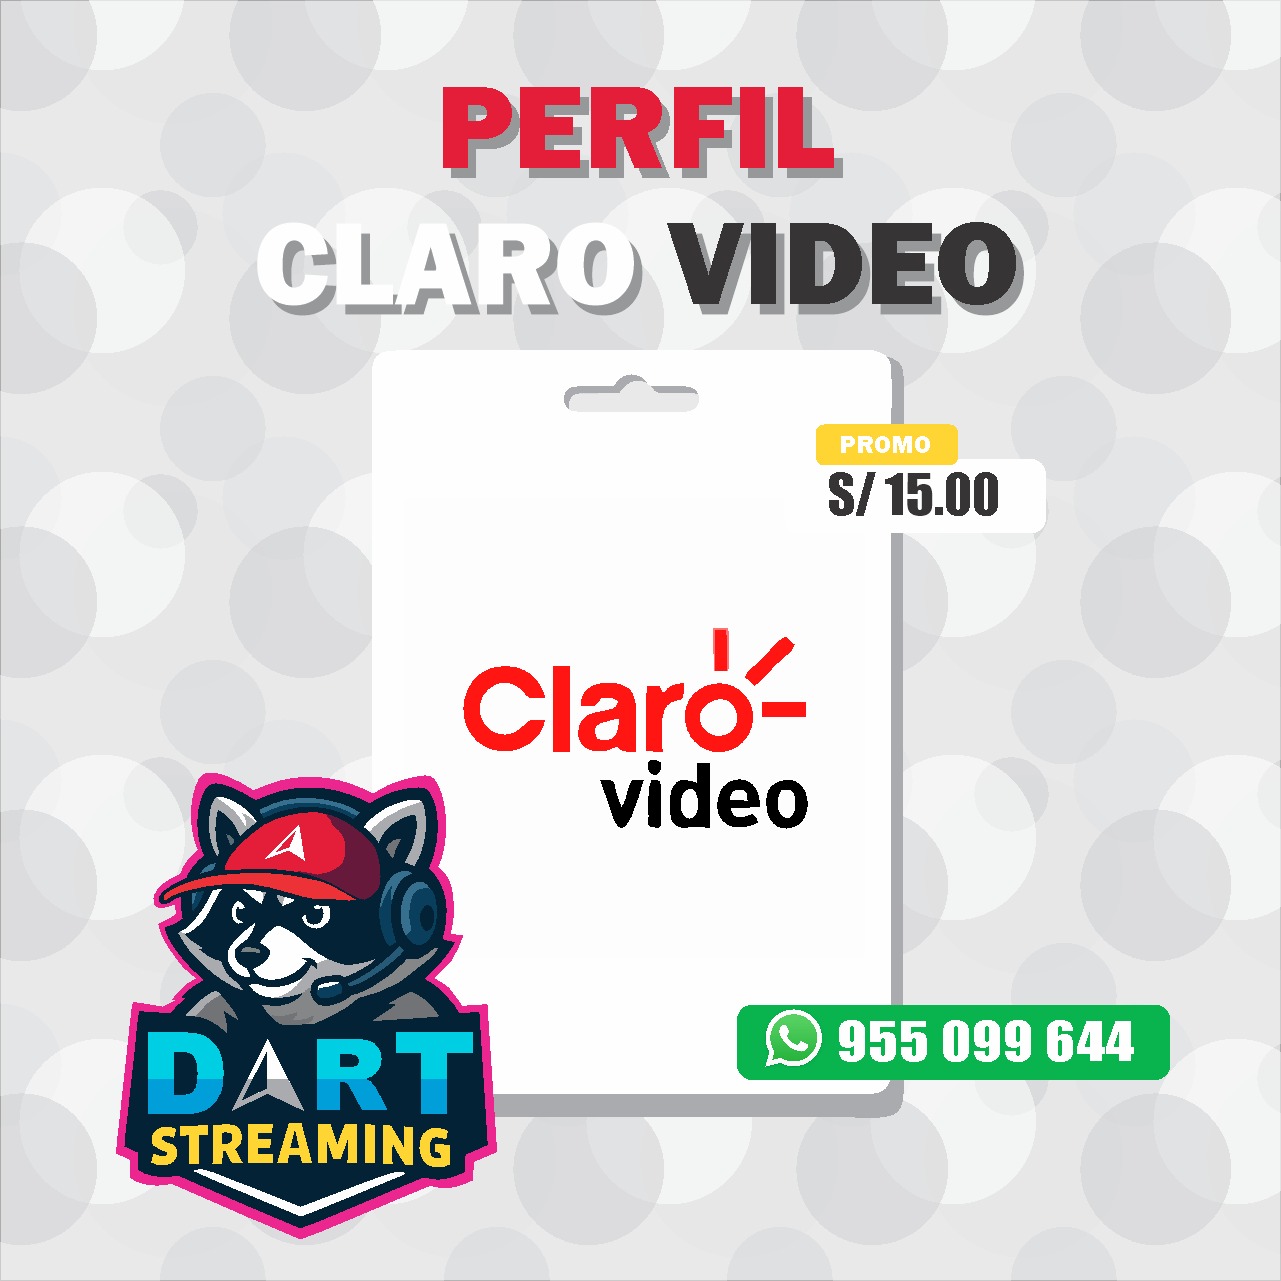 PERFIL
CLARO VIDEO
PROMO
S/ 15.00
Claro
video
955 099 644
DART
STREAMING